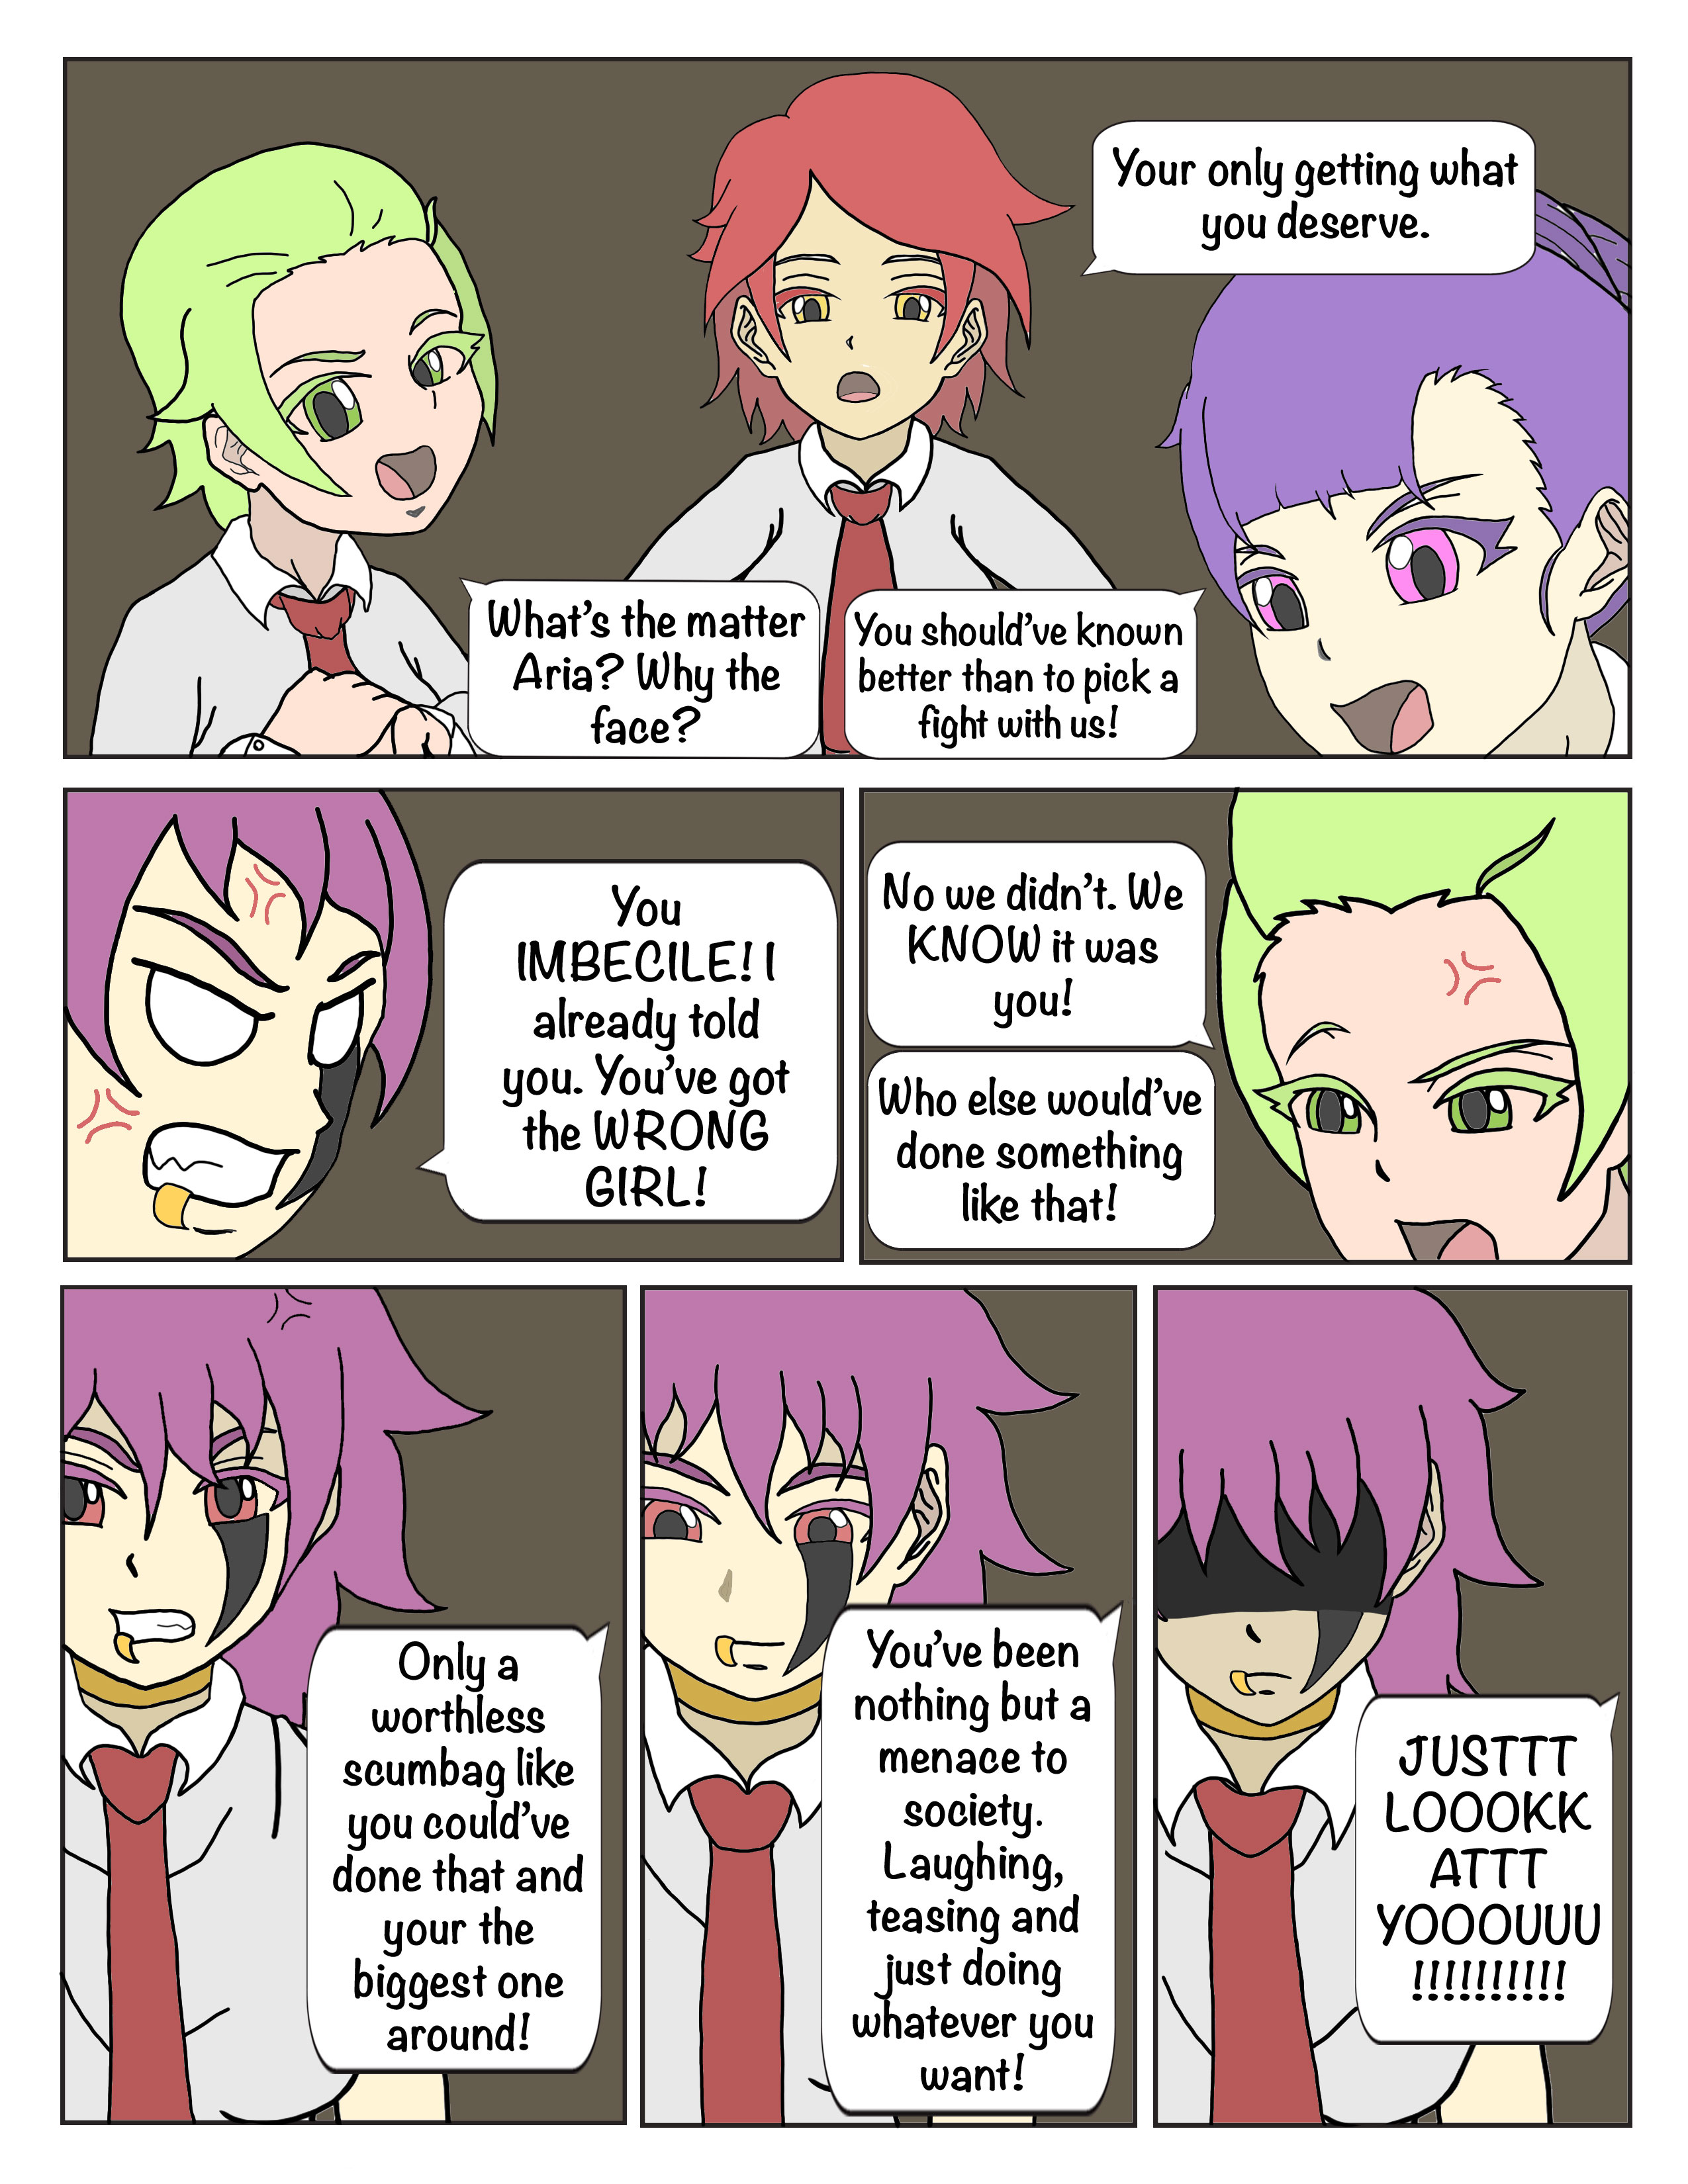 Your only getting what
you deserve.
What's the matter
Aria? Why the
face?
You should've known
better than to pick a
fight with us!
You
IMBECILE! I
already told
you. You've got
the WRONG
GIRL!
No we didn't. We
KNOW it was
you!
Who else would've
done something
like that!
Only a
worthless
scumbag like
you could've
done that and
your the
biggest one
around!
You've been
nothing but a
menace to
society.
Laughing,
teasing and
just doing
whatever you
want!
JUSTTT
LOOOKK
ATTT
YOOOUUU
!!!!!!!!!!